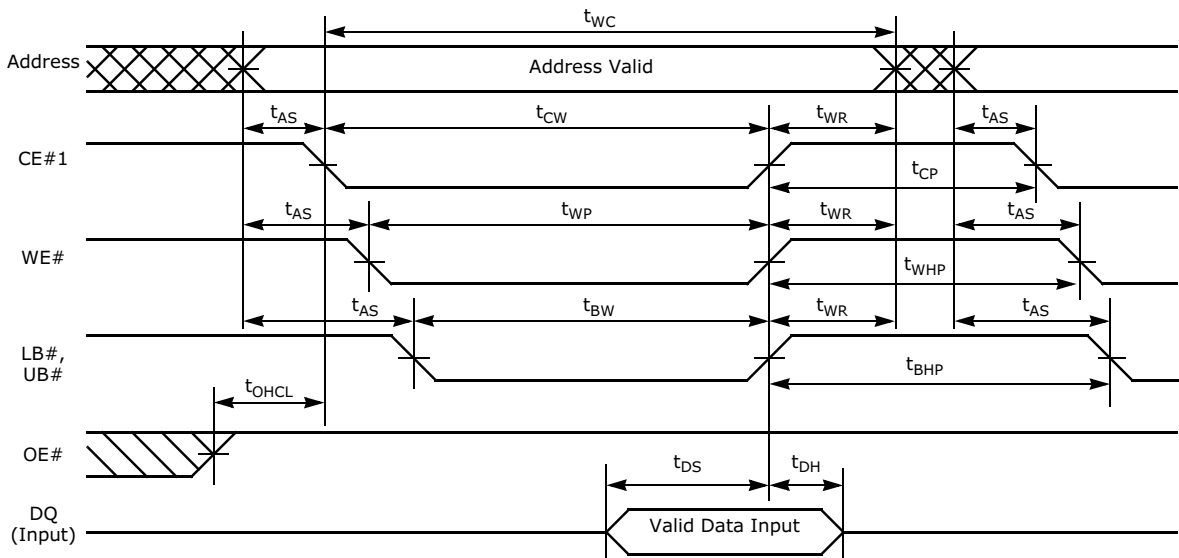 tWC
Address
Address Valid
tAS
tCW
tWR
tAS
CE#1
tCP
tAS
tWP
tWR
tAS
WE#
tWHP
tAS
tBW
tWR
tAS
LB#,
UB#
tBHP
tOHCL
OE#
tDS
tDH
DQ
(Input)
Valid Data Input